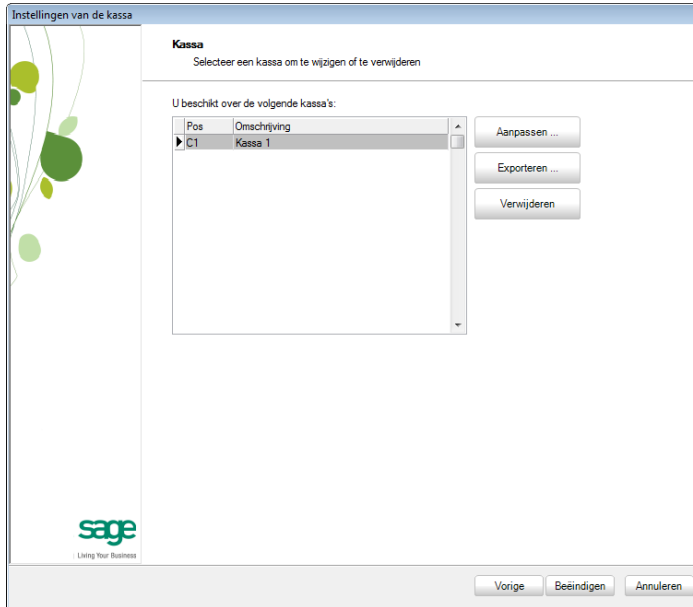 Instellingen van de kassa
Kassa
Selecteer een kassa om te wijzigen of te verwijderen
U beschikt over de volgende kassa's:
Pos Omschrijving
C1 Kassa 1
Aanpassen ...
Exporteren ...
Verwijderen
sage
Living Your Business
Vorige Beëindigen Annuleren